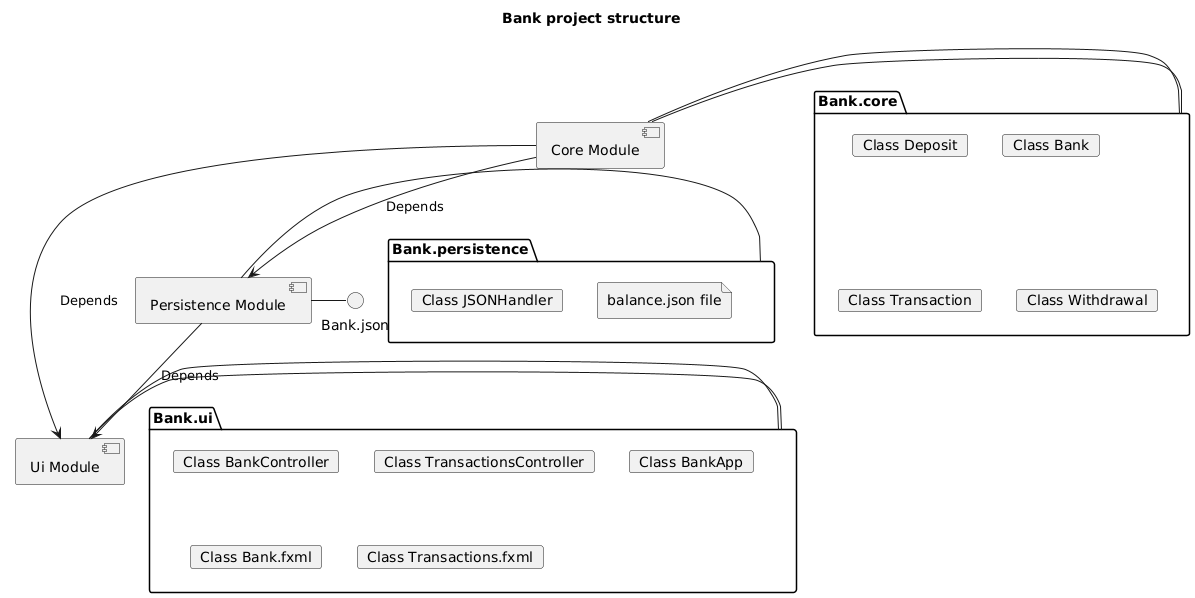 Bank project structure
Bank.core
Class Deposit
Class Bank
Core Module
Depends
Bank.persistence
Class Transaction
Class Withdrawal
Class JSONHandler
balance.json file
Depends
Persistence Module
Bank.json
Depends
Bank.ui
Ui Module
Class BankController
Class TransactionsController
Class BankApp
Class Bank.fxml
Class Transactions.fxml